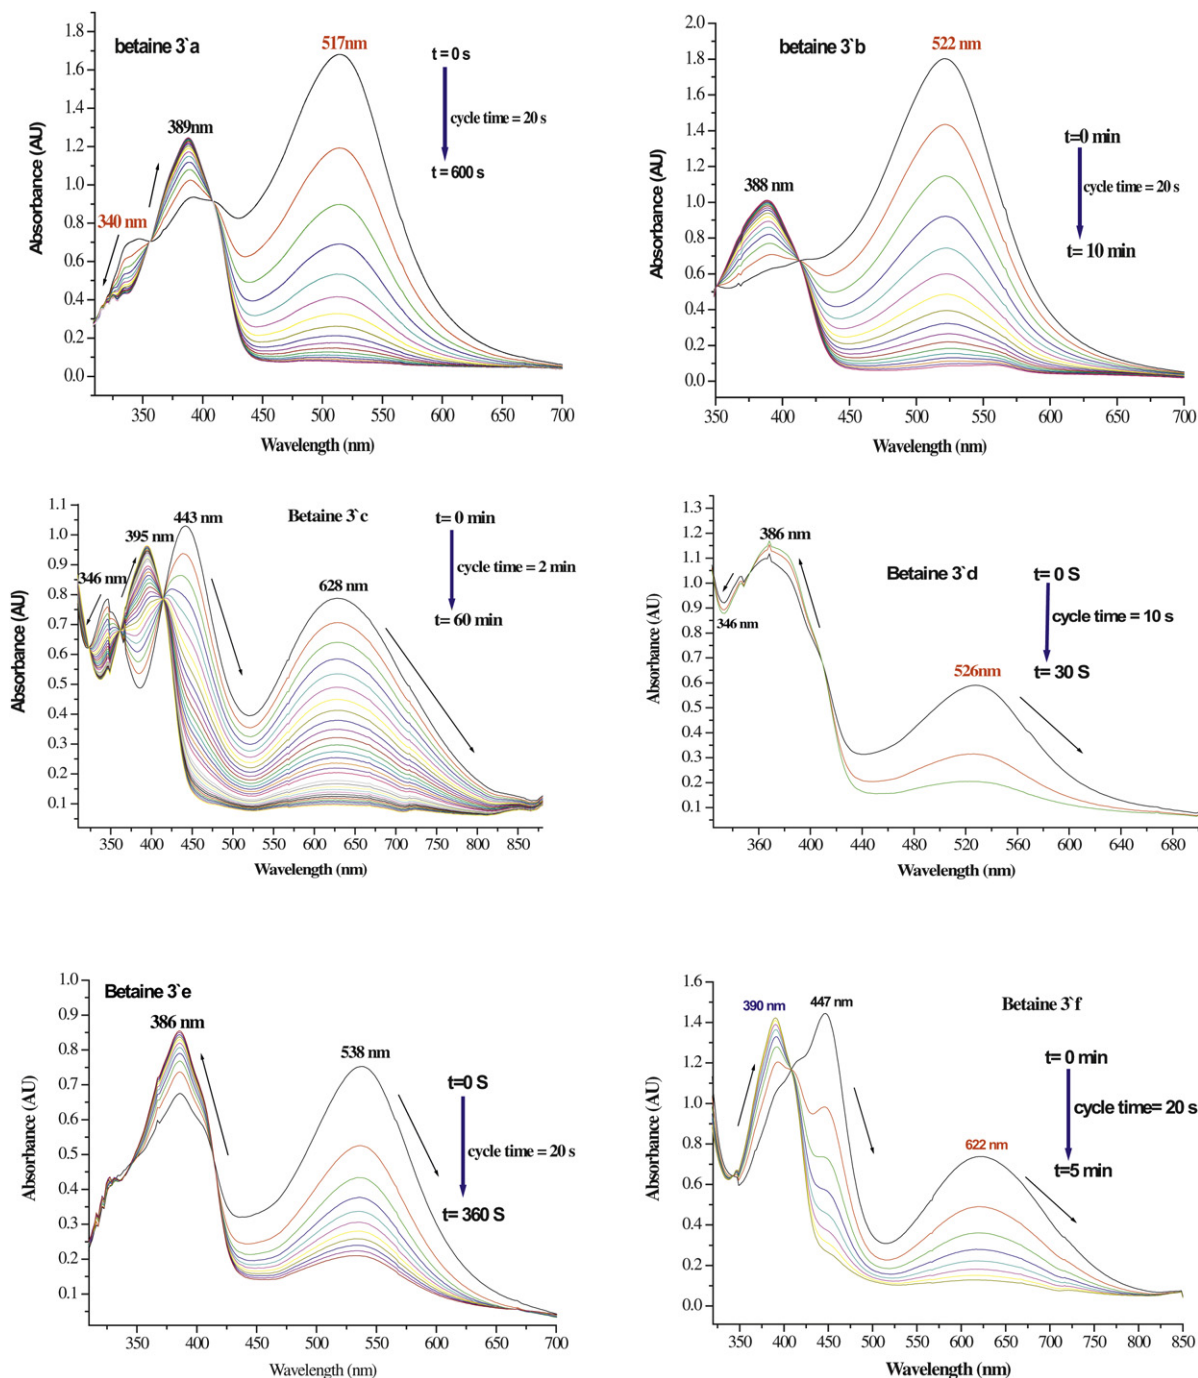 betaine 3`a
517nm
t = 0 s
cycle time = 20 s
t = 600 s
389nm
340 nm
Absorbance (AU)
1.8
1.6
1.4
1.2
1.0
0.8
0.6
0.4
0.2
0.0
350 400 450 500 550 600 650 700
Wavelength (nm)
betaine 3`b
522 nm
t=0 min
cycle time = 20 s
t= 10 min
388 nm
Absorbance (AU)
2.0
1.8
1.6
1.4
1.2
1.0
0.8
0.6
0.4
0.2
0.0
350 400 450 500 550 600 650 700
Wavelength (nm)
Betaine 3`c
443 nm
395 nm
346 nm
628 nm
t= 0 min
cycle time = 2 min
t= 60 min
Absorbance (AU)
1.1
1.0
0.9
0.8
0.7
0.6
0.5
0.4
0.3
0.2
0.1
350 400 450 500 550 600 650 700 750 800 850
Wavelength (nm)
Betaine 3`d
386 nm
346 nm
526nm
t= 0 S
cycle time = 10 s
t= 30 S
Absorbance (AU)
1.3
1.2
1.1
1.0
0.9
0.8
0.7
0.6
0.5
0.4
0.3
0.2
0.1
360 400 440 480 520 560 600 640 680
Wavelength (nm)
Betaine 3`e
386 nm
538 nm
t=0 S
cycle time = 20 s
t= 360 S
Absorbance (AU)
1.0
0.9
0.8
0.7
0.6
0.5
0.4
0.3
0.2
0.1
350 400 450 500 550 600 650 700
Wavelength (nm)
Betaine 3`f
390 nm
447 nm
622 nm
t= 0 min
cycle time= 20 s
t=5 min
Absorbance (AU)
1.6
1.4
1.2
1.0
0.8
0.6
0.4
0.2
0.0
350 400 450 500 550 600 650 700 750 800 850
Wavelength (nm)